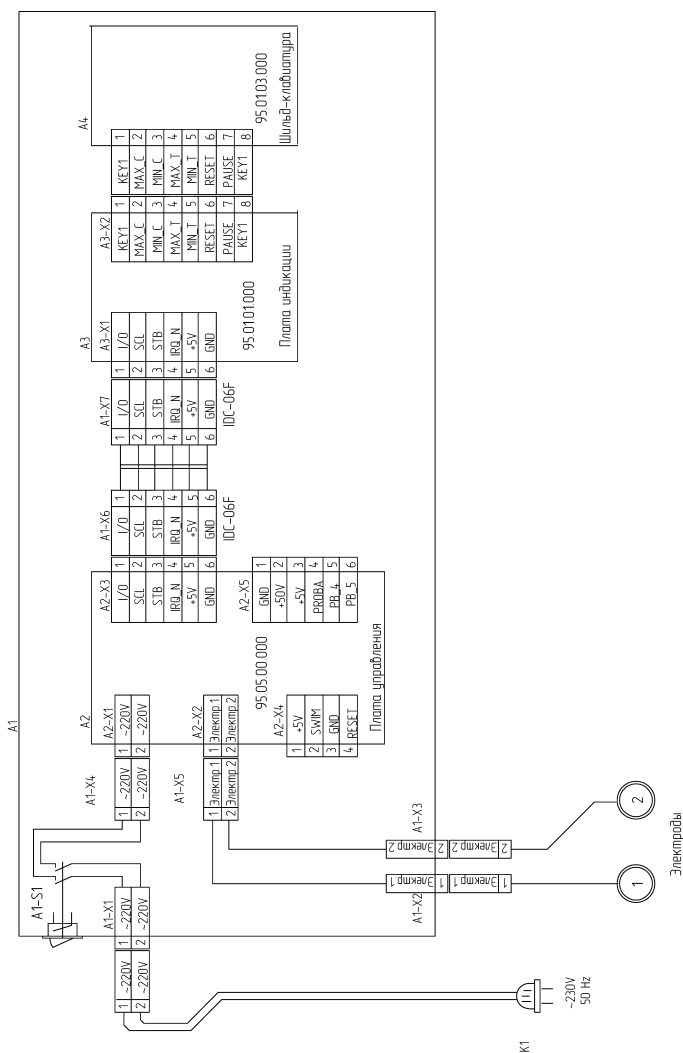 A1
A1-S1
A1-X1
1 ~220V
2 ~220V
1 ~220V
2 ~220V
K1
~230V
50 Hz
A1-X4
1 ~220V
2 ~220V
A1-X5
1 Электр.1
2 Электр.2
A2
A2-X1
1 ~220V
2 ~220V
A2-X2
1 Электр.1
2 Электр.2
A2-X4
1 +5V
2 SWIM
3 GND
4 RESET
95.05.00.000
Плата управления
A2-X3
I/O 1
SCL 2
STB 3
IRQ_N 4
+5V 5
GND 6
A2-X5
GND 1
+50V 2
+5V 3
PROBA 4
PB_4 5
PB_5 6
A1-X6
I/O 1
SCL 2
STB 3
IRQ_N 4
+5V 5
GND 6
IDC-06F
A1-X7
1 I/O
2 SCL
3 STB
4 IRQ_N
5 +5V
6 GND
IDC-06F
A3
A3-X1
1 I/O
2 SCL
3 STB
4 IRQ_N
5 +5V
6 GND
95.01.01.000
Плата индикации
A3-X2
KEY1 1
MAX_C 2
MIN_C 3
MAX_T 4
MIN_T 5
RESET 6
PAUSE 7
KEY1 8
A4
KEY1 1
MAX_C 2
MIN_C 3
MAX_T 4
MIN_T 5
RESET 6
PAUSE 7
KEY1 8
95.01.03.000
Шильд-клавиатура
A1-X2
Электр.1 1
Электр.1 1
A1-X3
Электр.2 2
Электр.2 2
1
2
Электроды